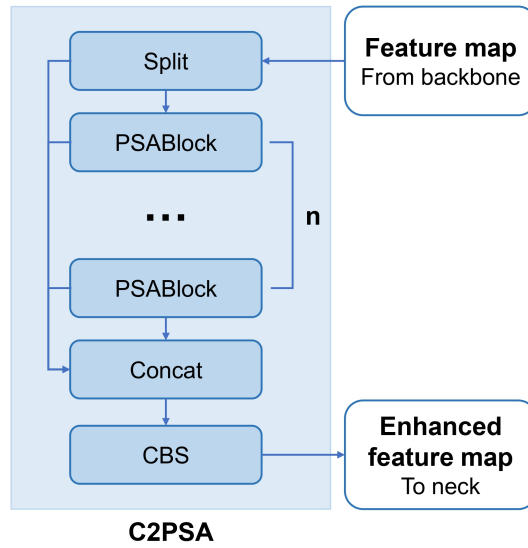 Split
Feature map
From backbone
PSABlock
...
n
PSABlock
Concat
CBS
Enhanced
feature map
To neck
C2PSA